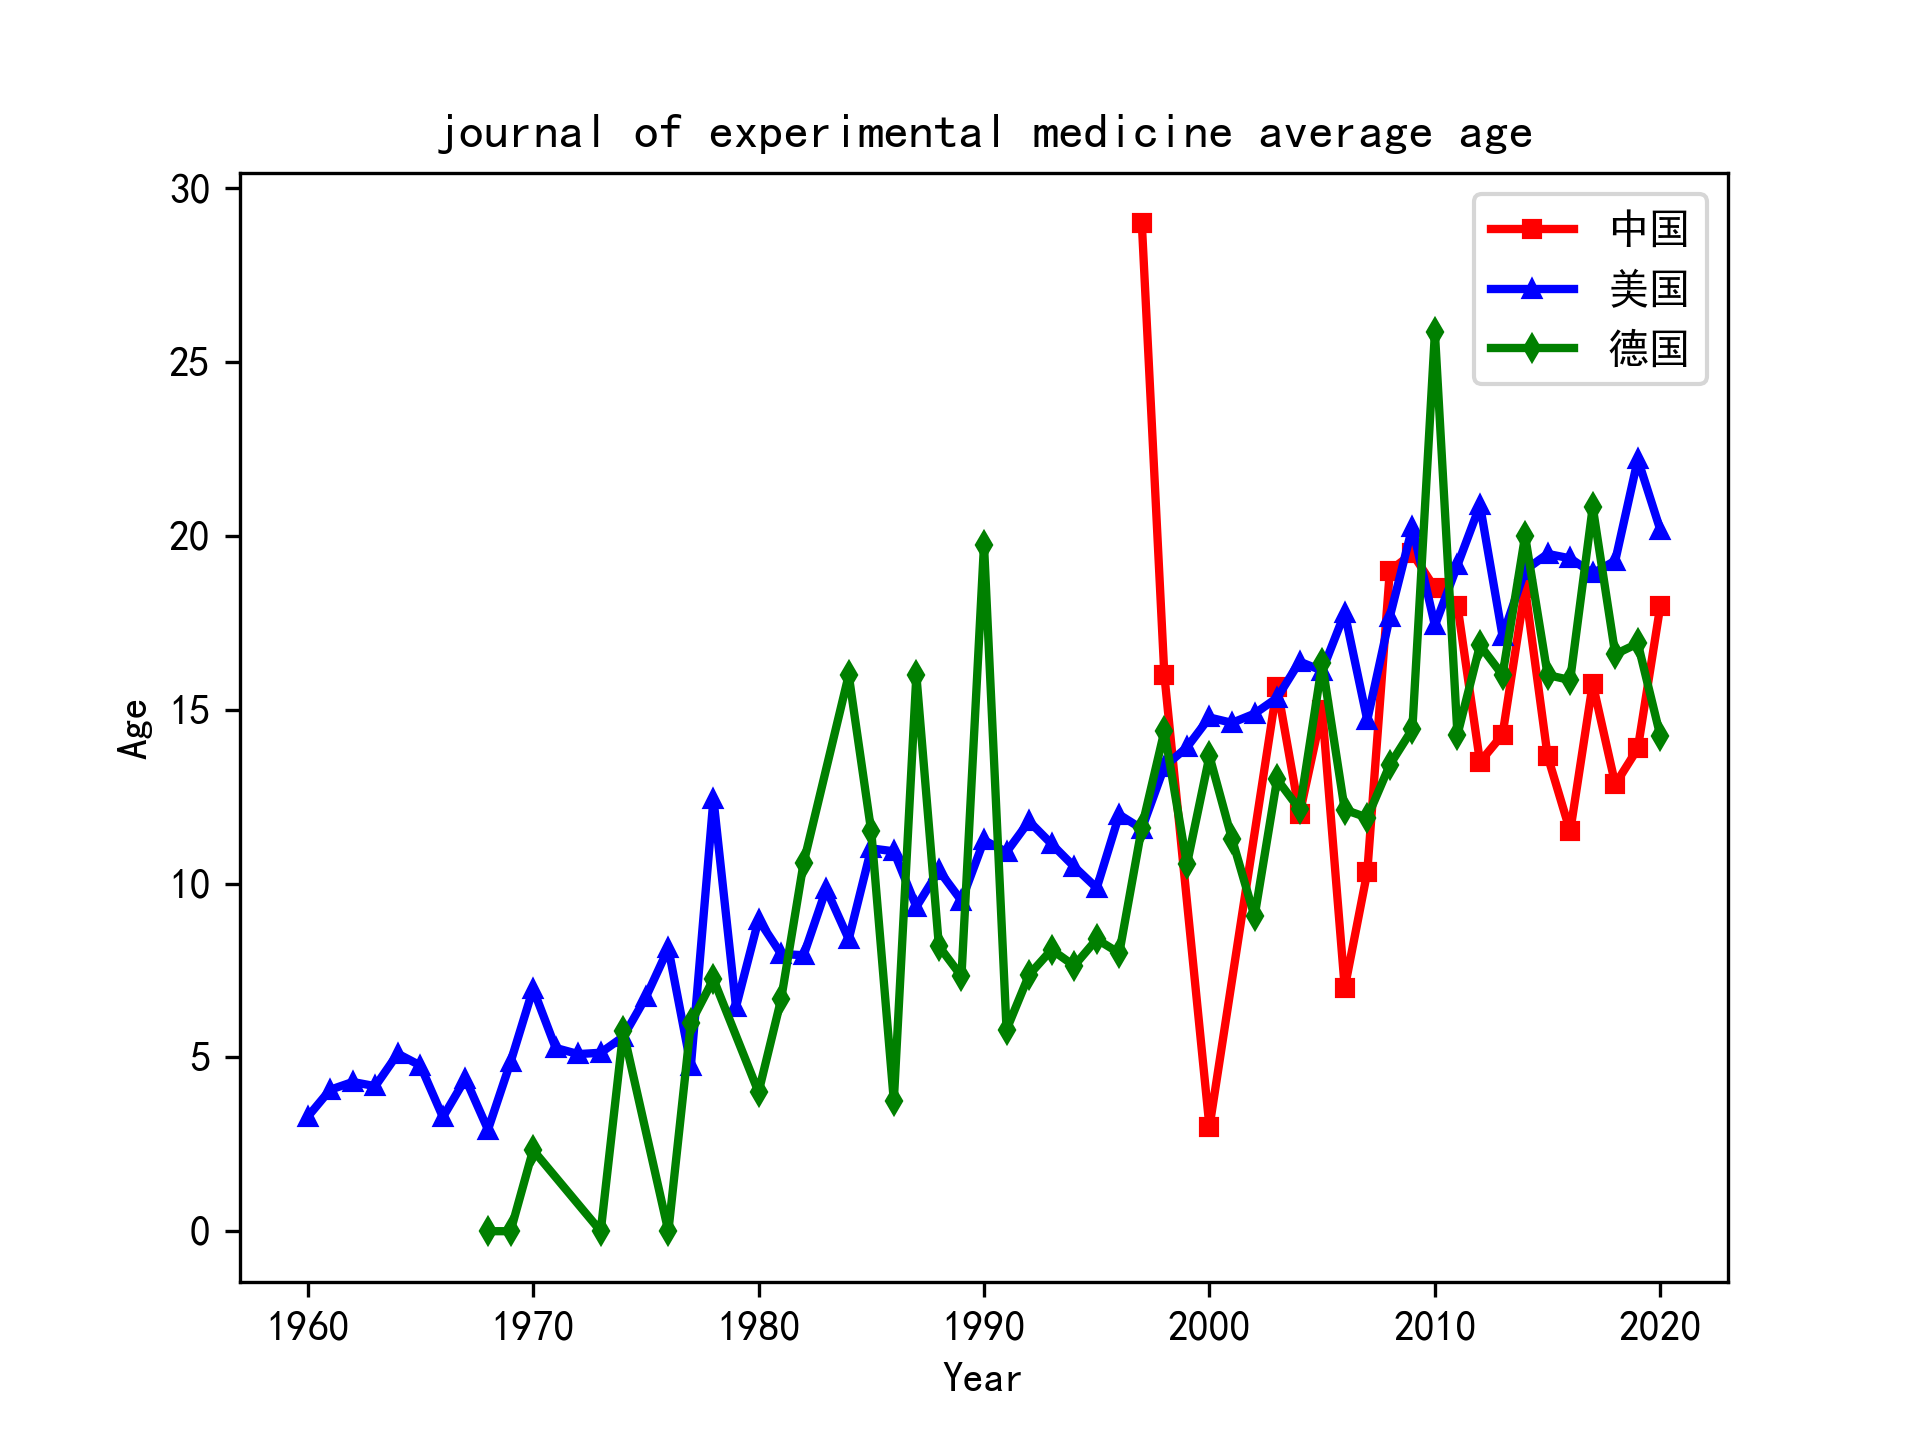 journal of experimental medicine average age
30
25
20
15
10
5
0
Age
中国
美国
德国
1960 1970 1980 1990 2000 2010 2020
Year